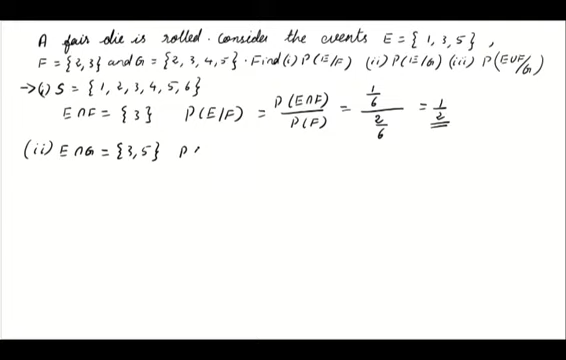 A fair die is rolled. Consider the events E = {1, 3, 5},
F = {2, 3} and G = {2, 3, 4, 5}. Find (i) P(E/F) (ii) P(E/G) (iii) P(E∪F/G)
→ (i) S = {1, 2, 3, 4, 5, 6}
E∩F = {3} P(E/F) = P(E∩F)/P(F) = (1/6)/(2/6) = 1/2
(ii) E∩G = {3, 5} P